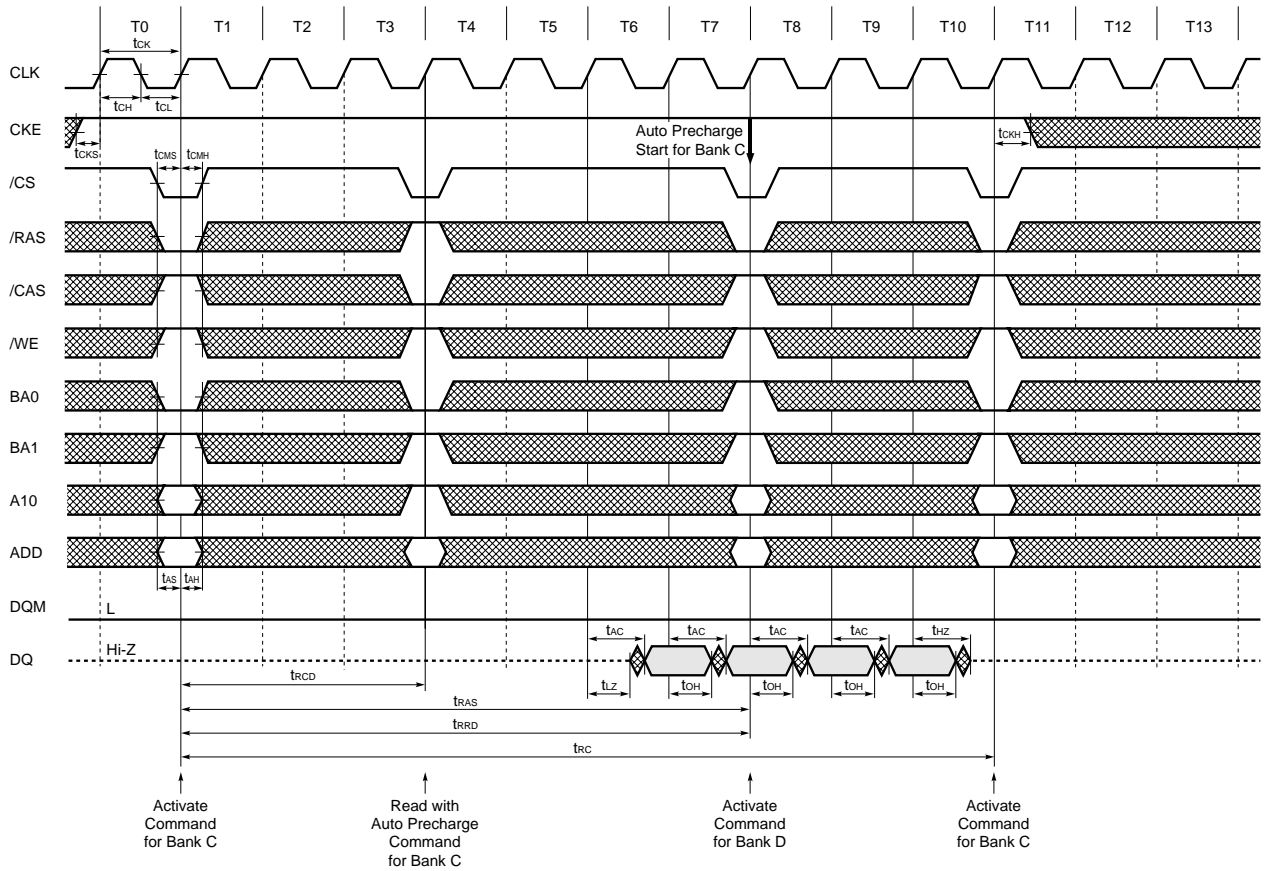 T0 T1 T2 T3 T4 T5 T6 T7 T8 T9 T10 T11 T12 T13
tCK
CLK
tCH tCL
CKE
Auto Precharge
Start for Bank C
tCKS tCMS tCMH tCKH
/CS
/RAS
/CAS
/WE
BA0
BA1
A10
ADD
tAS tAH
DQM L
tAC tAC tAC tAC tHZ
DQ Hi-Z
tRCD tLZ tOH tOH tOH tOH
tRAS
tRRD
tRC
Activate
Command
for Bank C
Read with
Auto Precharge
Command
for Bank C
Activate
Command
for Bank D
Activate
Command
for Bank C